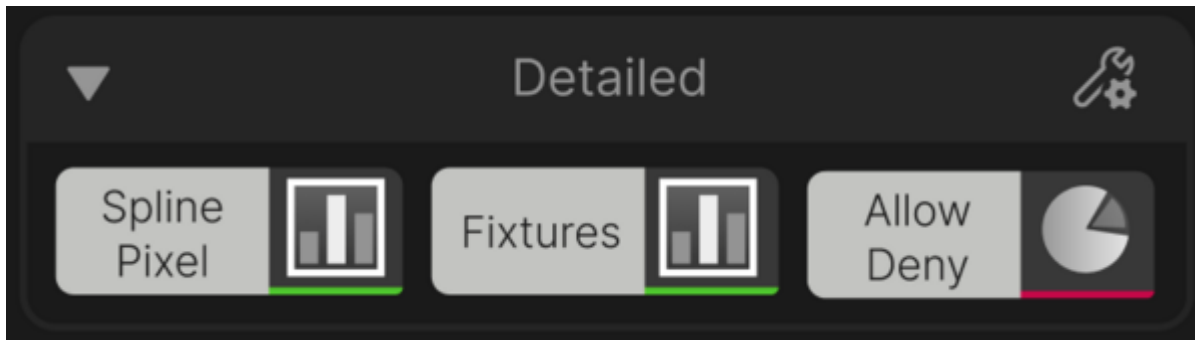 Detailed
Spline
Pixel
Fixtures
Allow
Deny